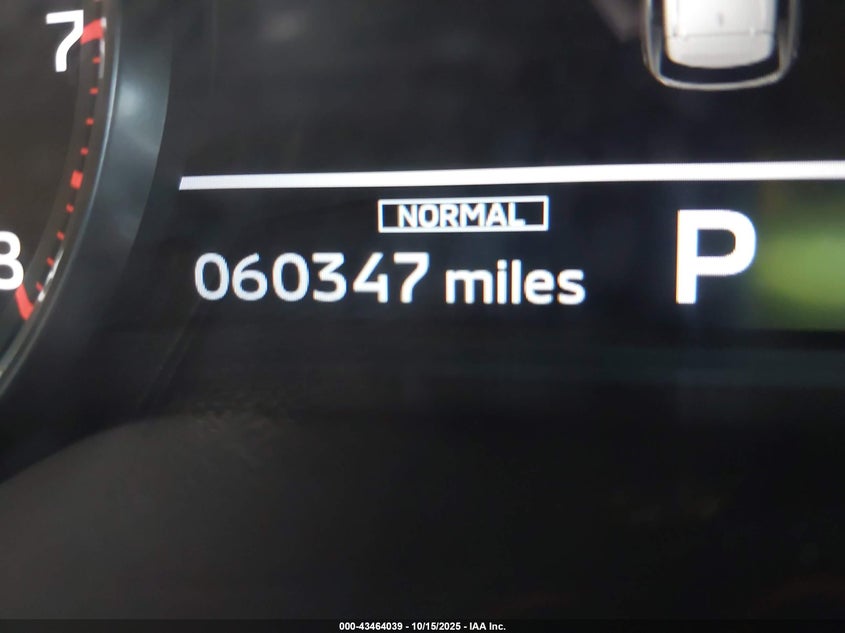 7
8
NORMAL
060347 miles
P
000-43464039 - 10/15/2025 - IAA Inc.